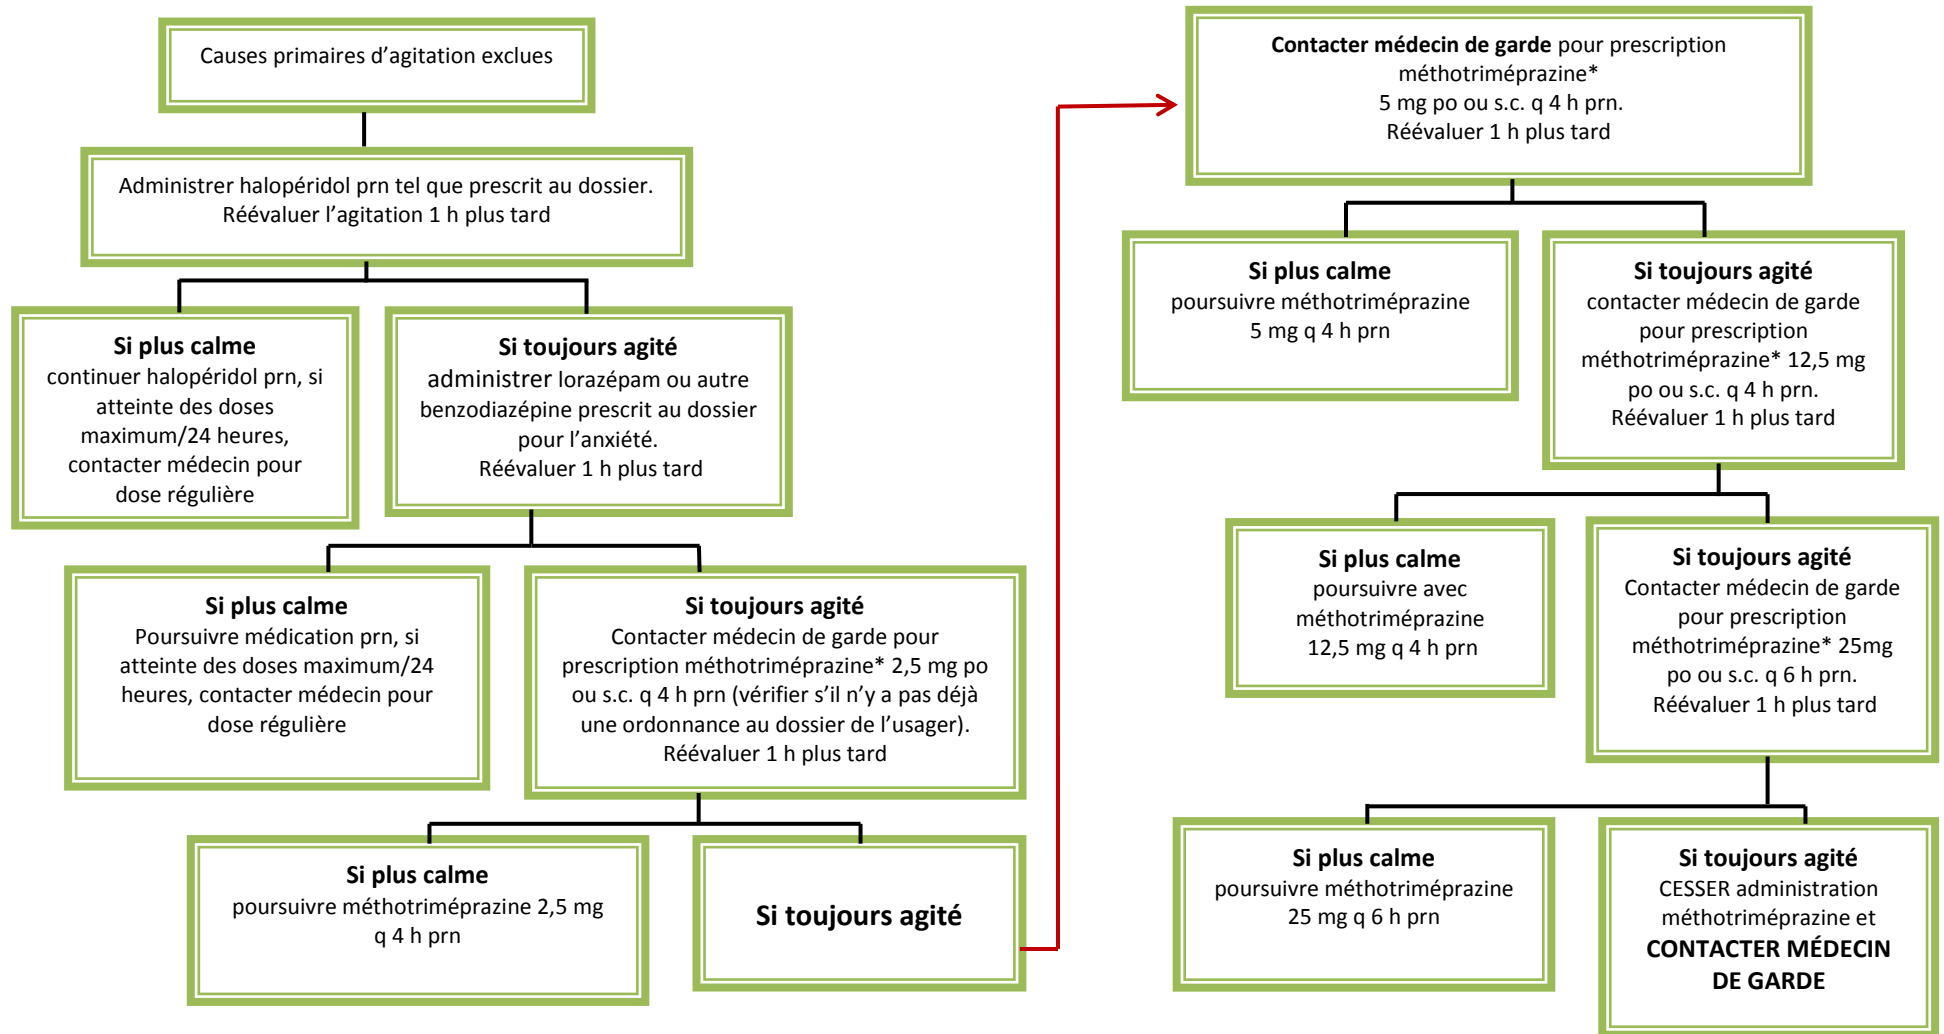 Causes primaires d’agitation exclues
Administrer halopéridol prn tel que prescrit au dossier.
Réévaluer l’agitation 1 h plus tard
Si plus calme
continuer halopéridol prn, si
atteinte des doses
maximum/24 heures,
contacter médecin pour
dose régulière
Si toujours agité
administrer lorazépam ou autre
benzodiazépine prescrit au dossier
pour l’anxiété.
Réévaluer 1 h plus tard
Si plus calme
Poursuivre médication prn, si
atteinte des doses maximum/24
heures, contacter médecin pour
dose régulière
Si toujours agité
Contacter médecin de garde pour
prescription méthotriméprazine* 2,5 mg po
ou s.c. q 4 h prn (vérifier s’il n’y a pas déjà
une ordonnance au dossier de l’usager).
Réévaluer 1 h plus tard
Si plus calme
poursuivre méthotriméprazine 2,5 mg
q 4 h prn
Si toujours agité
Contacter médecin de garde pour prescription
méthotriméprazine*
5 mg po ou s.c. q 4 h prn.
Réévaluer 1 h plus tard
Si plus calme
poursuivre méthotriméprazine
5 mg q 4 h prn
Si toujours agité
contacter médecin de garde
pour prescription
méthotriméprazine* 12,5 mg
po ou s.c. q 4 h prn.
Réévaluer 1 h plus tard
Si plus calme
poursuivre avec
méthotriméprazine
12,5 mg q 4 h prn
Si toujours agité
Contacter médecin de garde
pour prescription
méthotriméprazine* 25mg
po ou s.c. q 6 h prn.
Réévaluer 1 h plus tard
Si plus calme
poursuivre méthotriméprazine
25 mg q 6 h prn
Si toujours agité
CESSER administration
méthotriméprazine et
CONTACTER MÉDECIN
DE GARDE